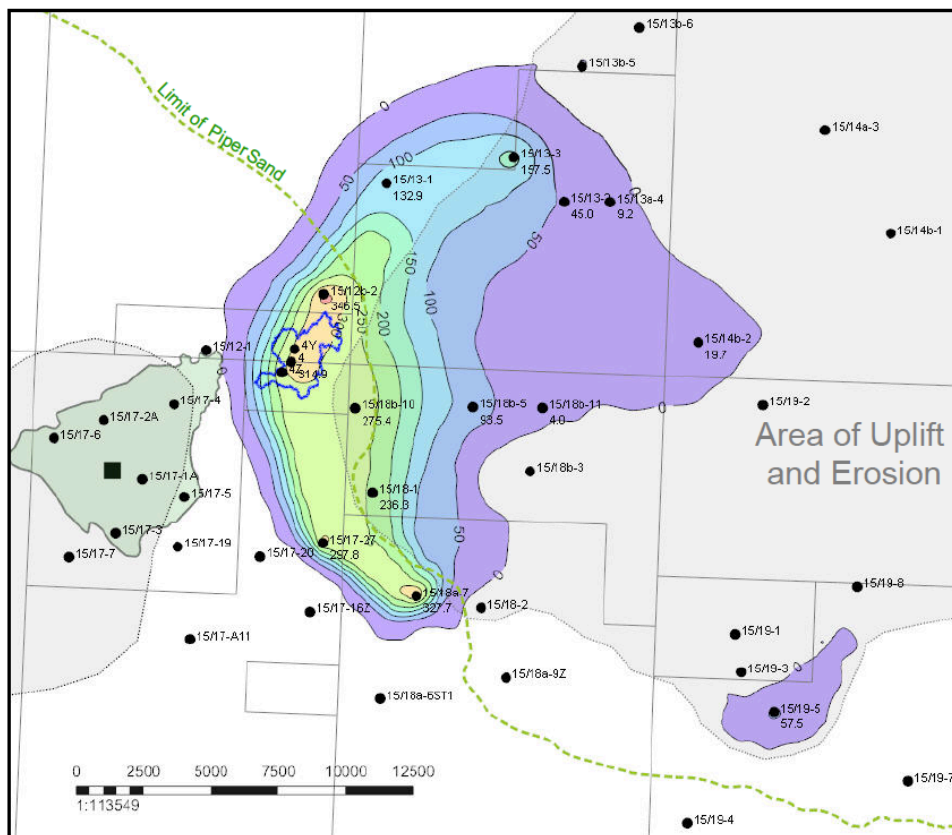 15/13b-6
15/13b-5
0
Limit of Piper Sand
100
50
15/13-1
132.9
15/13-3
157.5
15/14a-3
0
15/13-2
45.0
15/13a-4
9.2
15/14b-1
50
150
100
15/12b-2
346.5
300
250
200
15/14b-2
19.7
15/12-1
0
4Y
4
4Z
314.9
15/17-4
15/17-2A
15/17-6
15/18b-10
275.4
15/18b-5
93.5
15/18b-11
4.0
0
15/19-2
Area of Uplift
and Erosion
15/17-1A
15/17-5
15/18b-3
15/18-1
236.3
15/17-3
15/17-7
15/17-19
15/17-20
15/17-27
297.8
50
0
15/18a-7
327.7
15/18-2
15/19-8
15/17-16Z
15/17-A11
15/19-1
15/19-3
0
15/18a-9Z
15/18a-6ST1
15/19-5
57.5
0 2500 5000 7500 10000 12500
1:113549
15/19-7
15/19-4